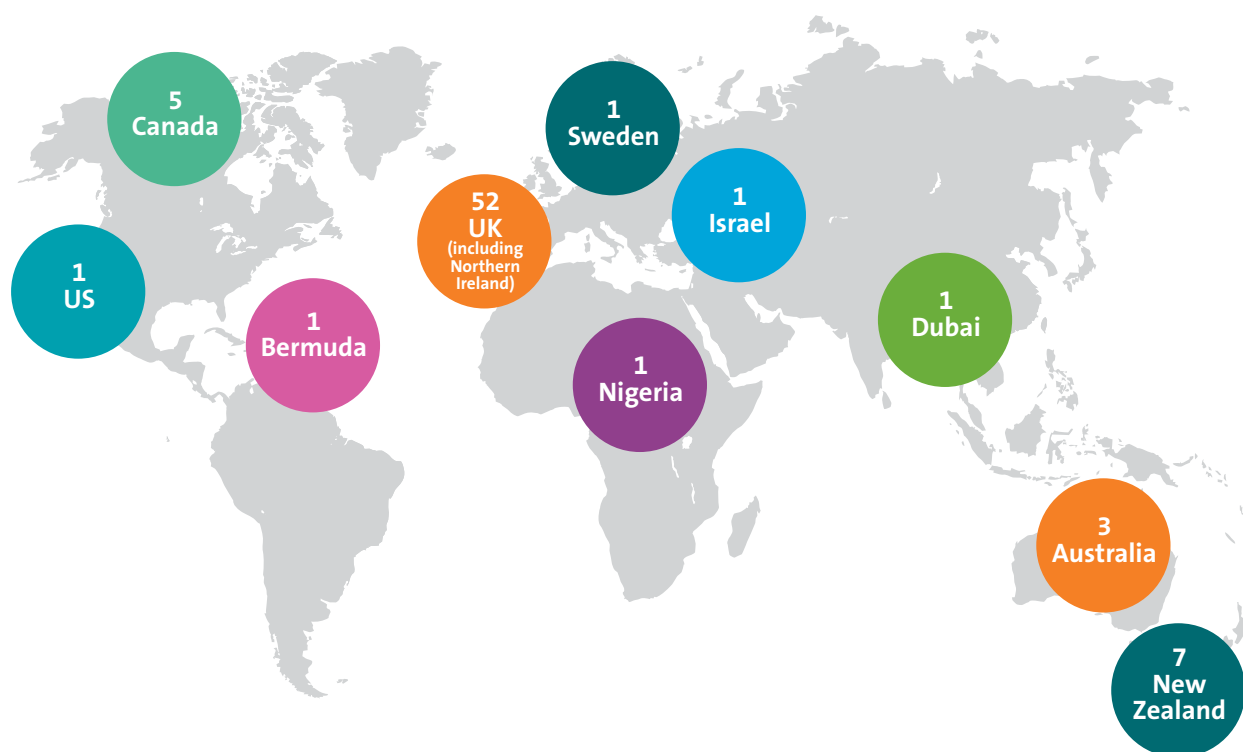 5
Canada
1
Sweden
52
UK
(including
Northern
Ireland)
1
Israel
1
US
1
Bermuda
1
Nigeria
1
Dubai
3
Australia
7
New
Zealand